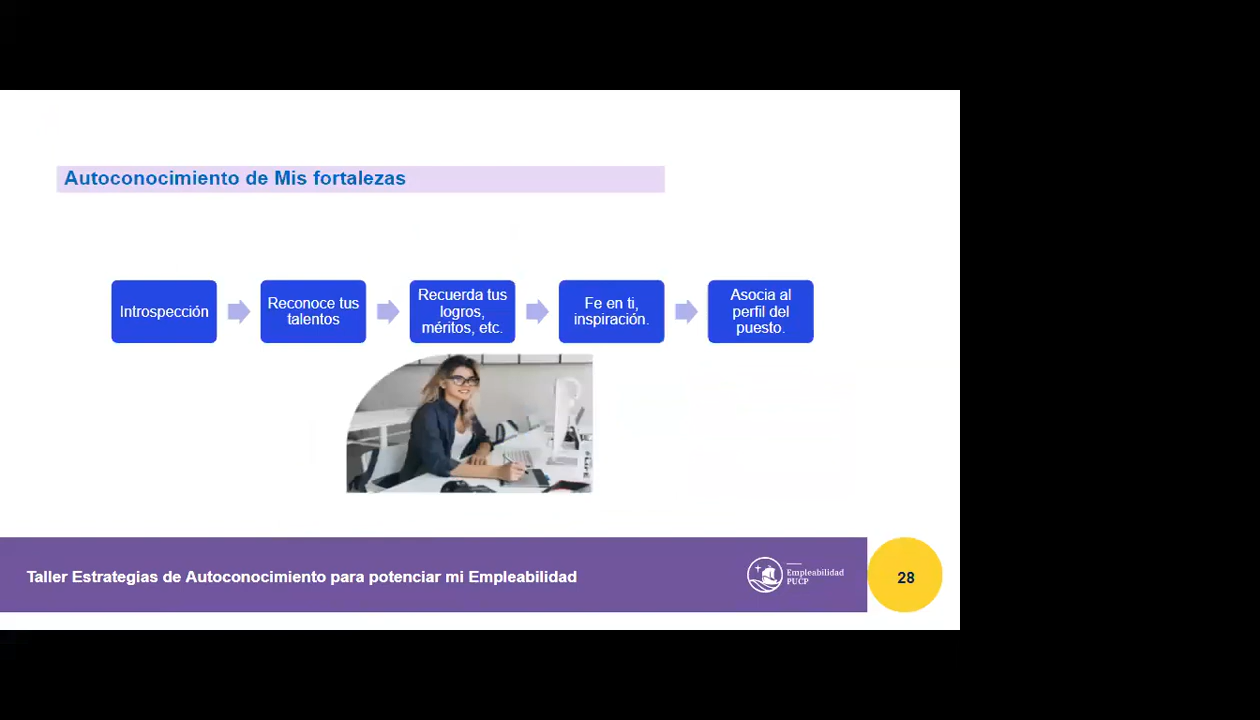 Autoconocimiento de Mis fortalezas
Introspección
Reconoce tus
talentos
Recuerda tus
logros,
méritos, etc.
Fe en ti,
inspiración.
Asocia al
perfil del
puesto.
Taller Estrategias de Autoconocimiento para potenciar mi Empleabilidad
Empleabilidad
PUCP
28